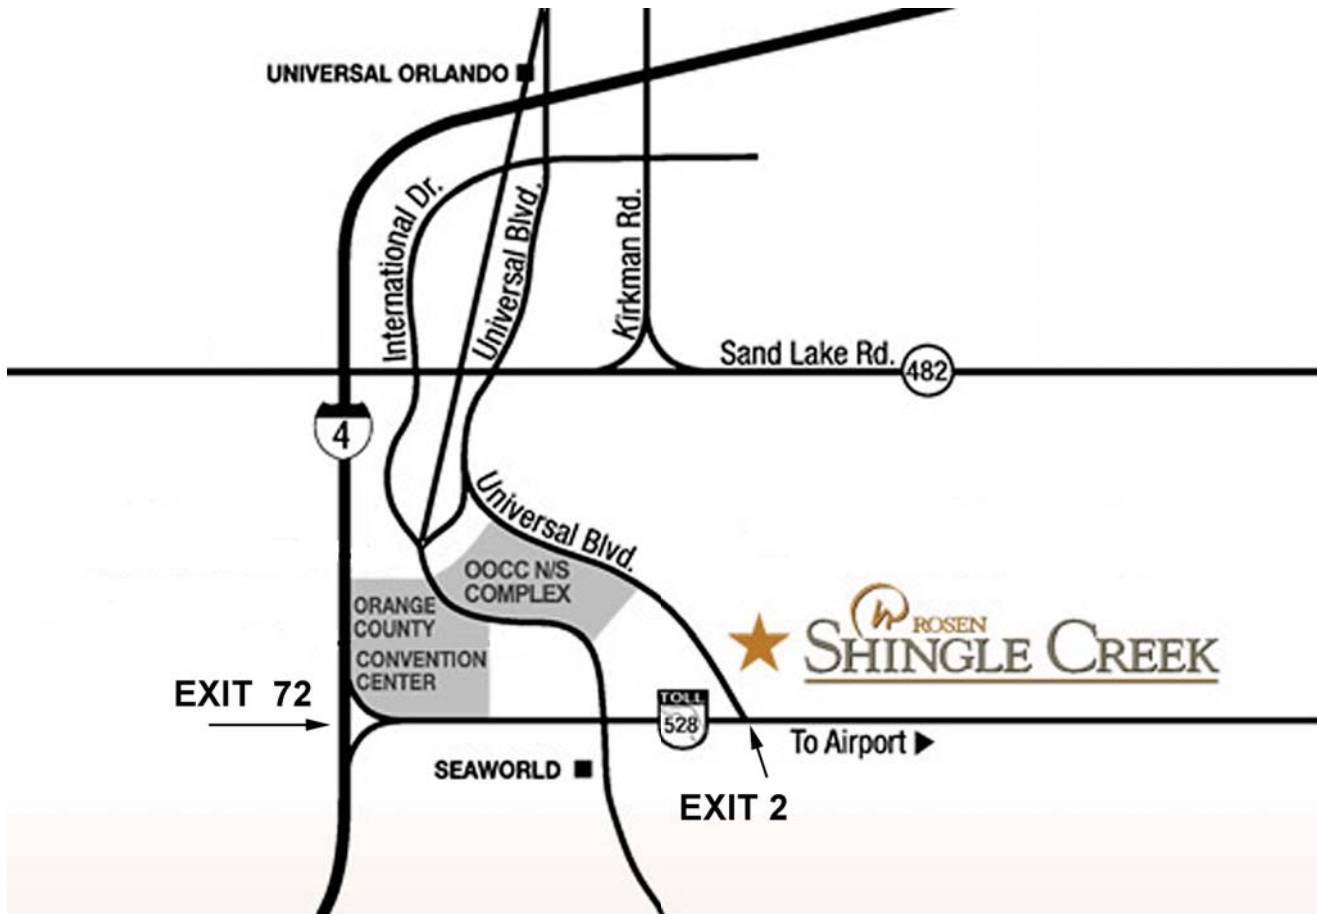 UNIVERSAL ORLANDO
International Dr.
Universal Blvd.
Kirkman Rd.
Sand Lake Rd.
482
4
Universal Blvd.
OOCC N/S
COMPLEX
ORANGE
COUNTY
CONVENTION
CENTER
ROSEN
SHINGLE CREEK
EXIT 72
TOLL
528
To Airport
SEAWORLD
EXIT 2